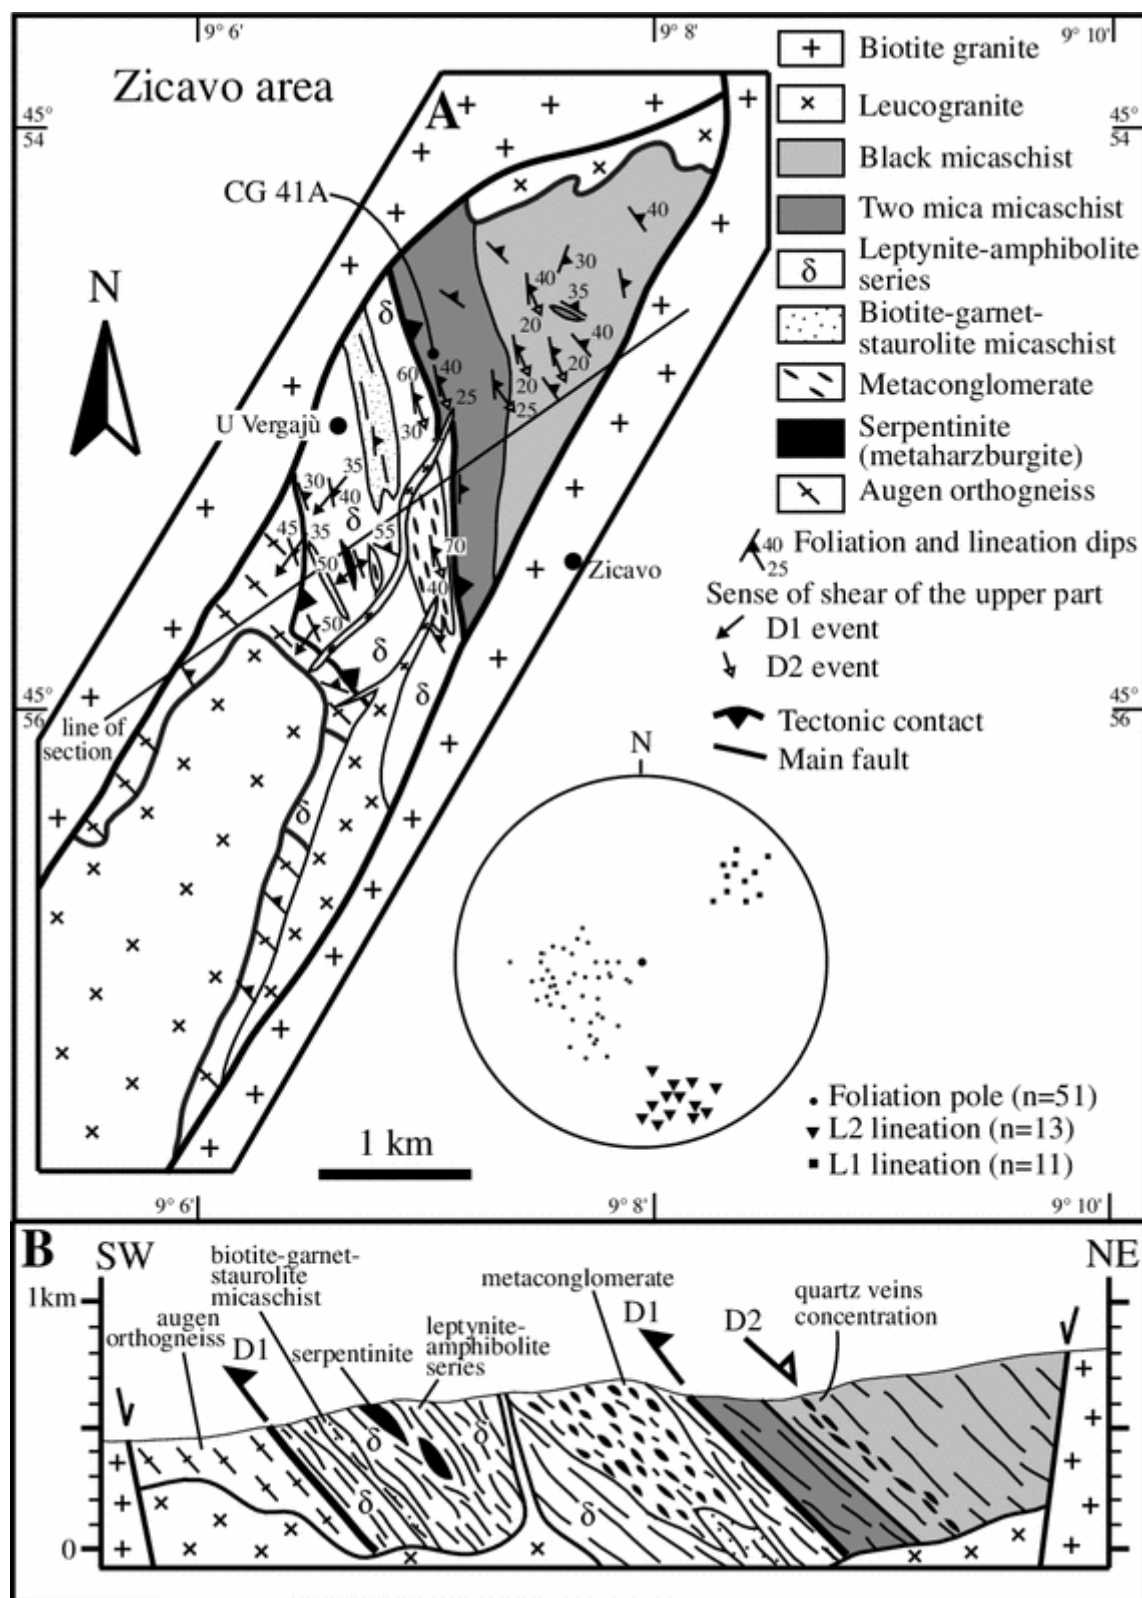 9° 6'
9° 8'
9° 10'
Zicavo area
A
45°
54
45°
54
CG 41A
N
Biotite granite
Leucogranite
Black micaschist
Two mica micaschist
δ
Leptynite-amphibolite
series
Biotite-garnet-
staurolite micaschist
Metaconglomerate
Serpentinite
(metaharzburgite)
Augen orthogneiss
40
25
Foliation and lineation dips
Sense of shear of the upper part
D1 event
D2 event
Tectonic contact
Main fault
40
30
40
35
20
40
20
20
25
δ
40
60
25
30
U Vergajù
35
30
40
δ
45
35
55
50
70
40
50
Zicavo
δ
δ
δ
line of
section
45°
56
45°
56
N
Foliation pole (n=51)
L2 lineation (n=13)
L1 lineation (n=11)
1 km
9° 6'
9° 8'
9° 10'
B
SW
NE
1km
0
biotite-garnet-
staurolite
micaschist
augen
orthogneiss
D1
serpentinite
leptynite-
amphibolite
series
metaconglomerate
D1
D2
quartz veins
concentration
δ
δ
δ
δ